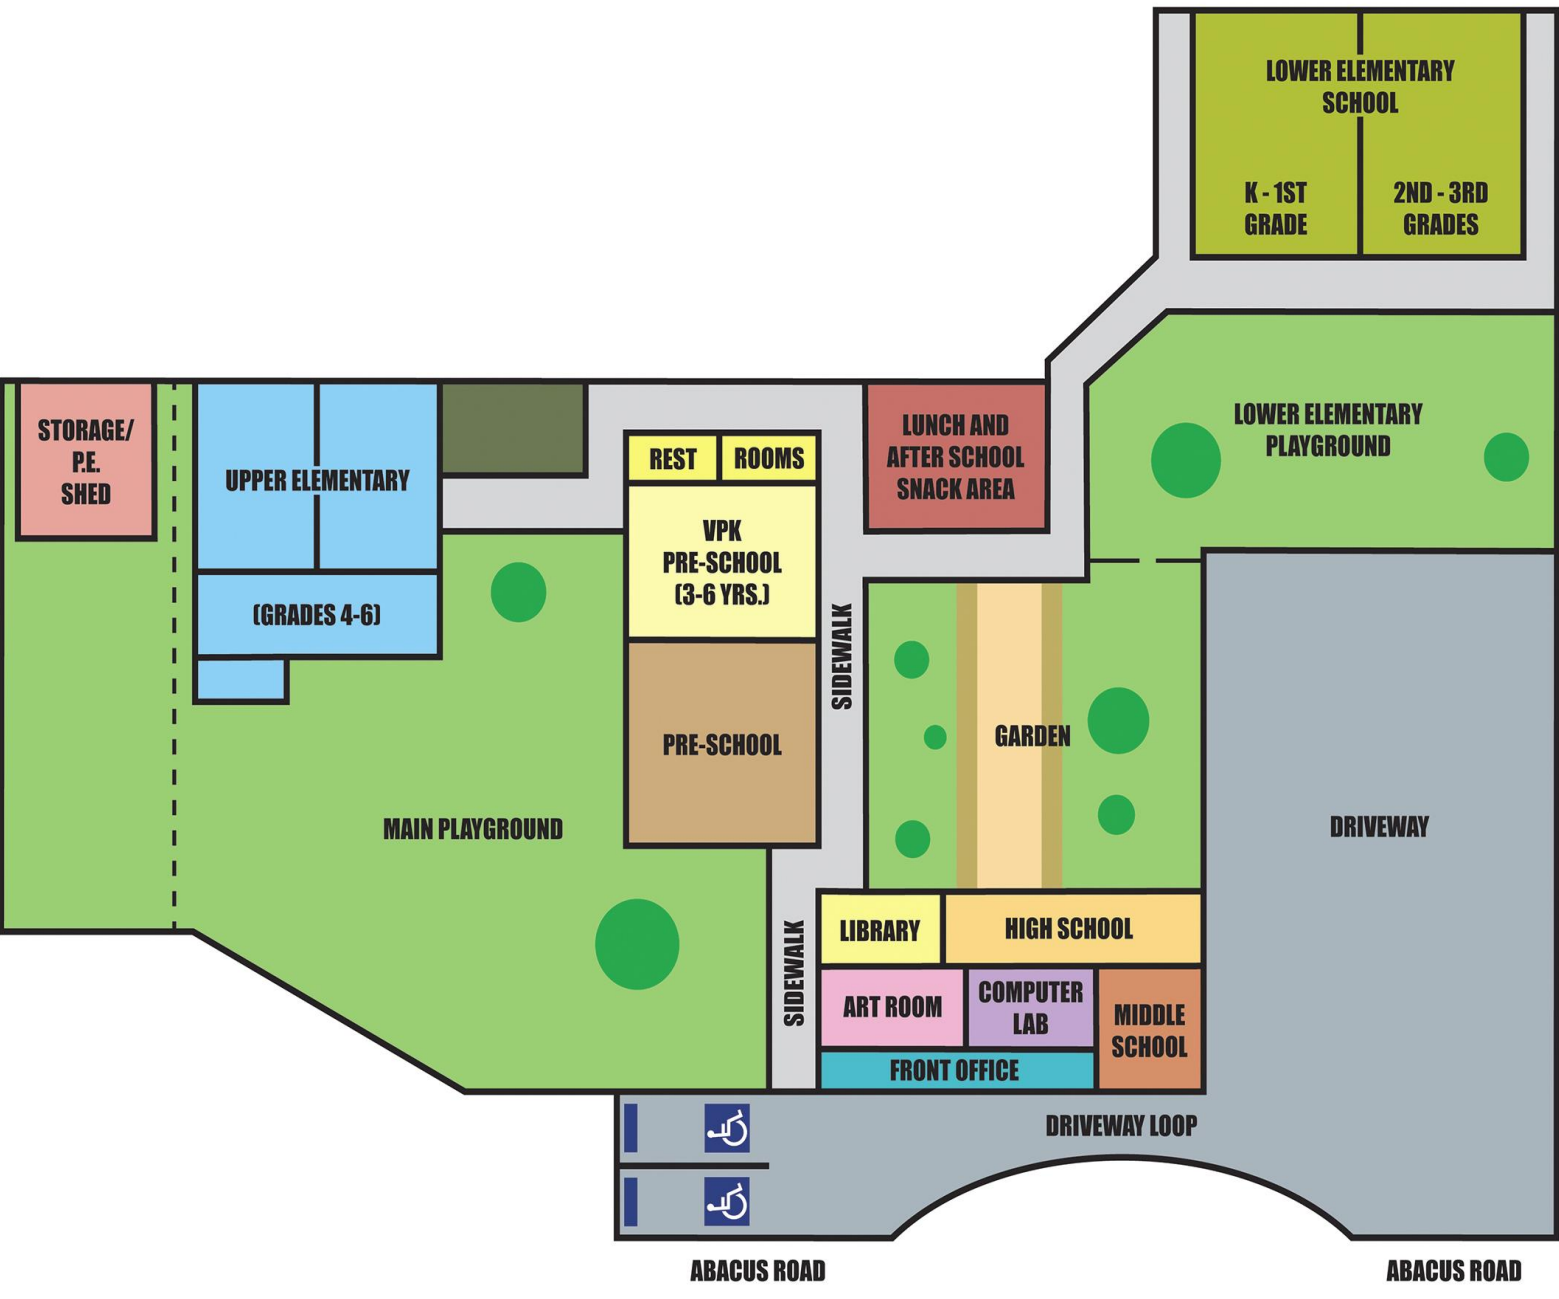 LOWER ELEMENTARY
SCHOOL
K - 1ST
GRADE
2ND - 3RD
GRADES
STORAGE/
P.E.
SHED
UPPER ELEMENTARY
(GRADES 4-6)
REST
ROOMS
VPK
PRE-SCHOOL
(3-6 YRS.)
PRE-SCHOOL
LUNCH AND
AFTER SCHOOL
SNACK AREA
LOWER ELEMENTARY
PLAYGROUND
SIDEWALK
GARDEN
MAIN PLAYGROUND
DRIVEWAY
SIDEWALK
LIBRARY
HIGH SCHOOL
ART ROOM
COMPUTER
LAB
MIDDLE
SCHOOL
FRONT OFFICE
DRIVEWAY LOOP
ABACUS ROAD
ABACUS ROAD